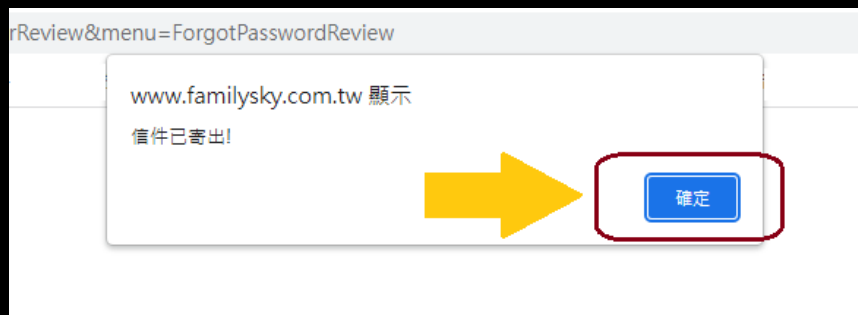 rReview&menu=ForgotPasswordReview
www.familysky.com.tw 顯示
信件已寄出!
確定